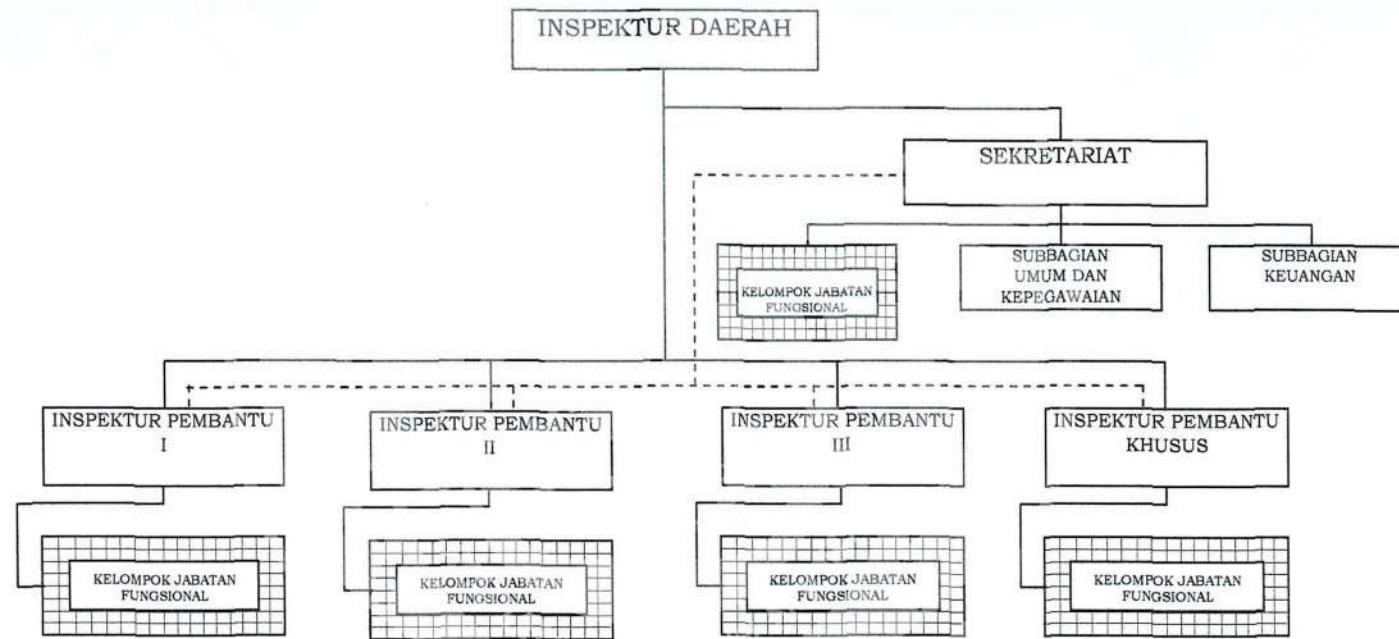 INSPEKTUR DAERAH
SEKRETARIAT
KELOMPOK JABATAN
FUNGSIONAL
SUBBAGIAN
UMUM DAN
KEPEGAWAIAN
SUBBAGIAN
KEUANGAN
INSPEKTUR PEMBANTU
I
INSPEKTUR PEMBANTU
II
INSPEKTUR PEMBANTU
III
INSPEKTUR PEMBANTU
KHUSUS
KELOMPOK JABATAN
FUNGSIONAL
KELOMPOK JABATAN
FUNGSIONAL
KELOMPOK JABATAN
FUNGSIONAL
KELOMPOK JABATAN
FUNGSIONAL